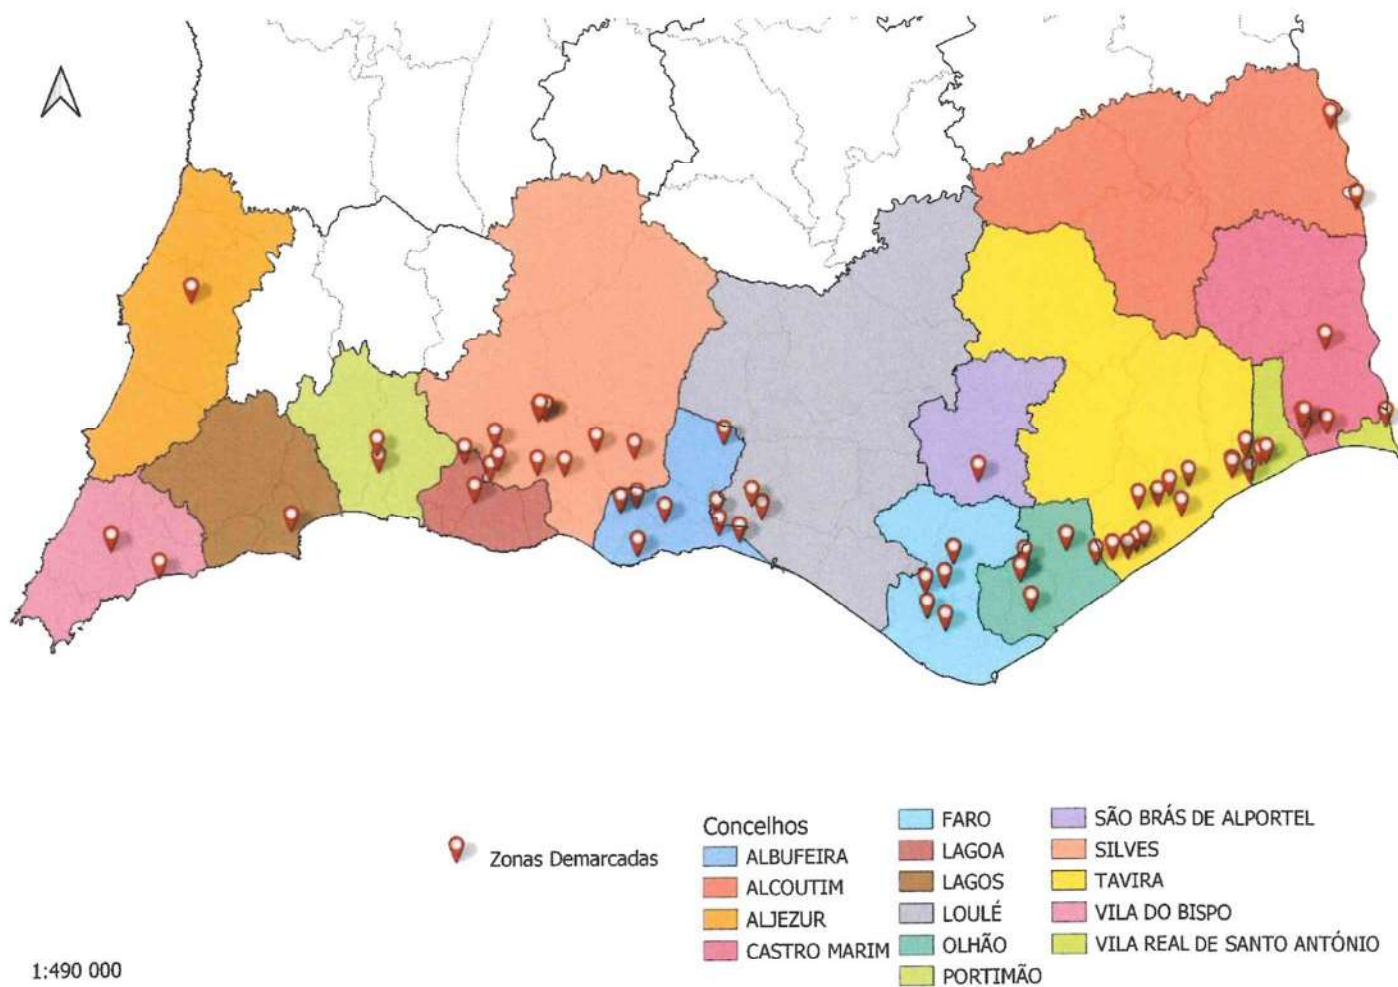 Zonas Demarcadas
Concelhos
ALBUFEIRA
ALCOUTIM
ALJEZUR
CASTRO MARIM
FARO
LAGOA
LAGOS
LOULÉ
OLHÃO
PORTIMÃO
SÃO BRÁS DE ALPORTEL
SILVES
TAVIRA
VILA DO BISPO
VILA REAL DE SANTO ANTÓNIO
1:490 000